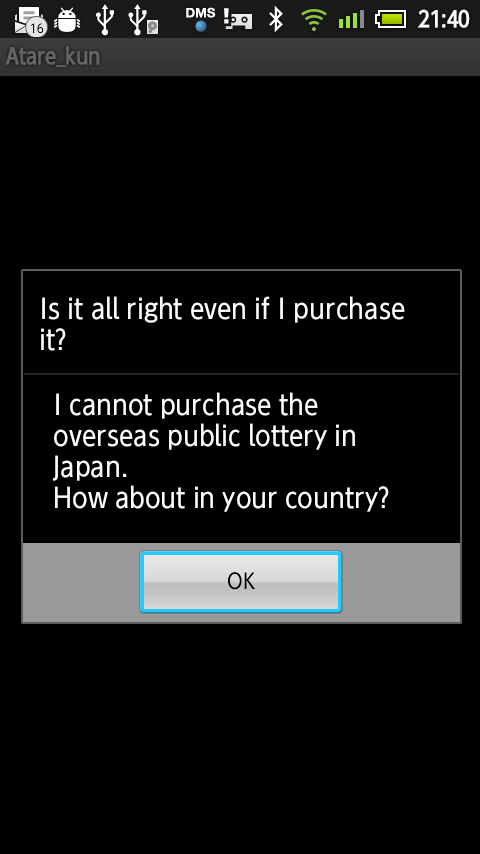 16
DMS
21:40
Atare_kun
Is it all right even if I purchase
it?
I cannot purchase the
overseas public lottery in
Japan.
How about in your country?
OK